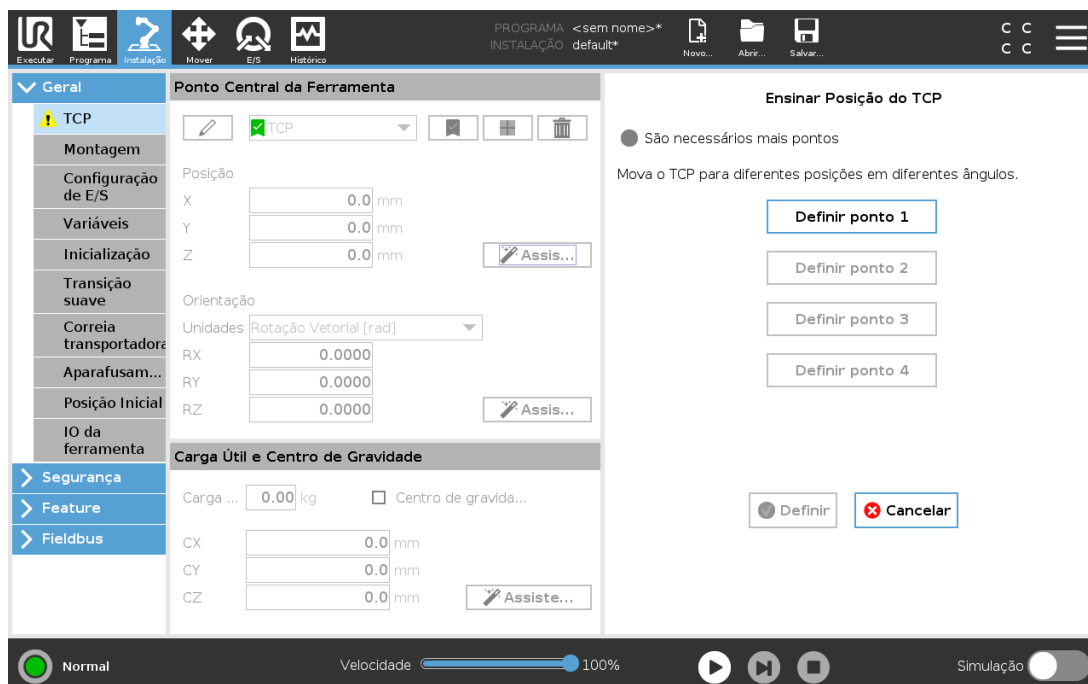 PROGRAMA <sem nome>*
INSTALAÇÃO default*
C C
C C
Executar Programa Instalação Mover E/S Histórico Novo... Abrir... Salvar...
Geral
TCP
Montagem
Configuração
de E/S
Variáveis
Inicialização
Transição
suave
Correia
transportadora
Aparafusam...
Posição Inicial
IO da
ferramenta
Segurança
Feature
Fieldbus
Ponto Central da Ferramenta
TCP
Posição
X 0.0 mm
Y 0.0 mm
Z 0.0 mm Assis...
Orientação
Unidades Rotação Vetorial [rad]
RX 0.0000
RY 0.0000
RZ 0.0000 Assis...
Carga Útil e Centro de Gravidade
Carga ... 0.00 kg Centro de gravida...
CX 0.0 mm
CY 0.0 mm
CZ 0.0 mm Assiste...
Ensinar Posição do TCP
São necessários mais pontos
Mova o TCP para diferentes posições em diferentes ângulos.
Definir ponto 1
Definir ponto 2
Definir ponto 3
Definir ponto 4
Definir Cancelar
Normal Velocidade 100% Simulação